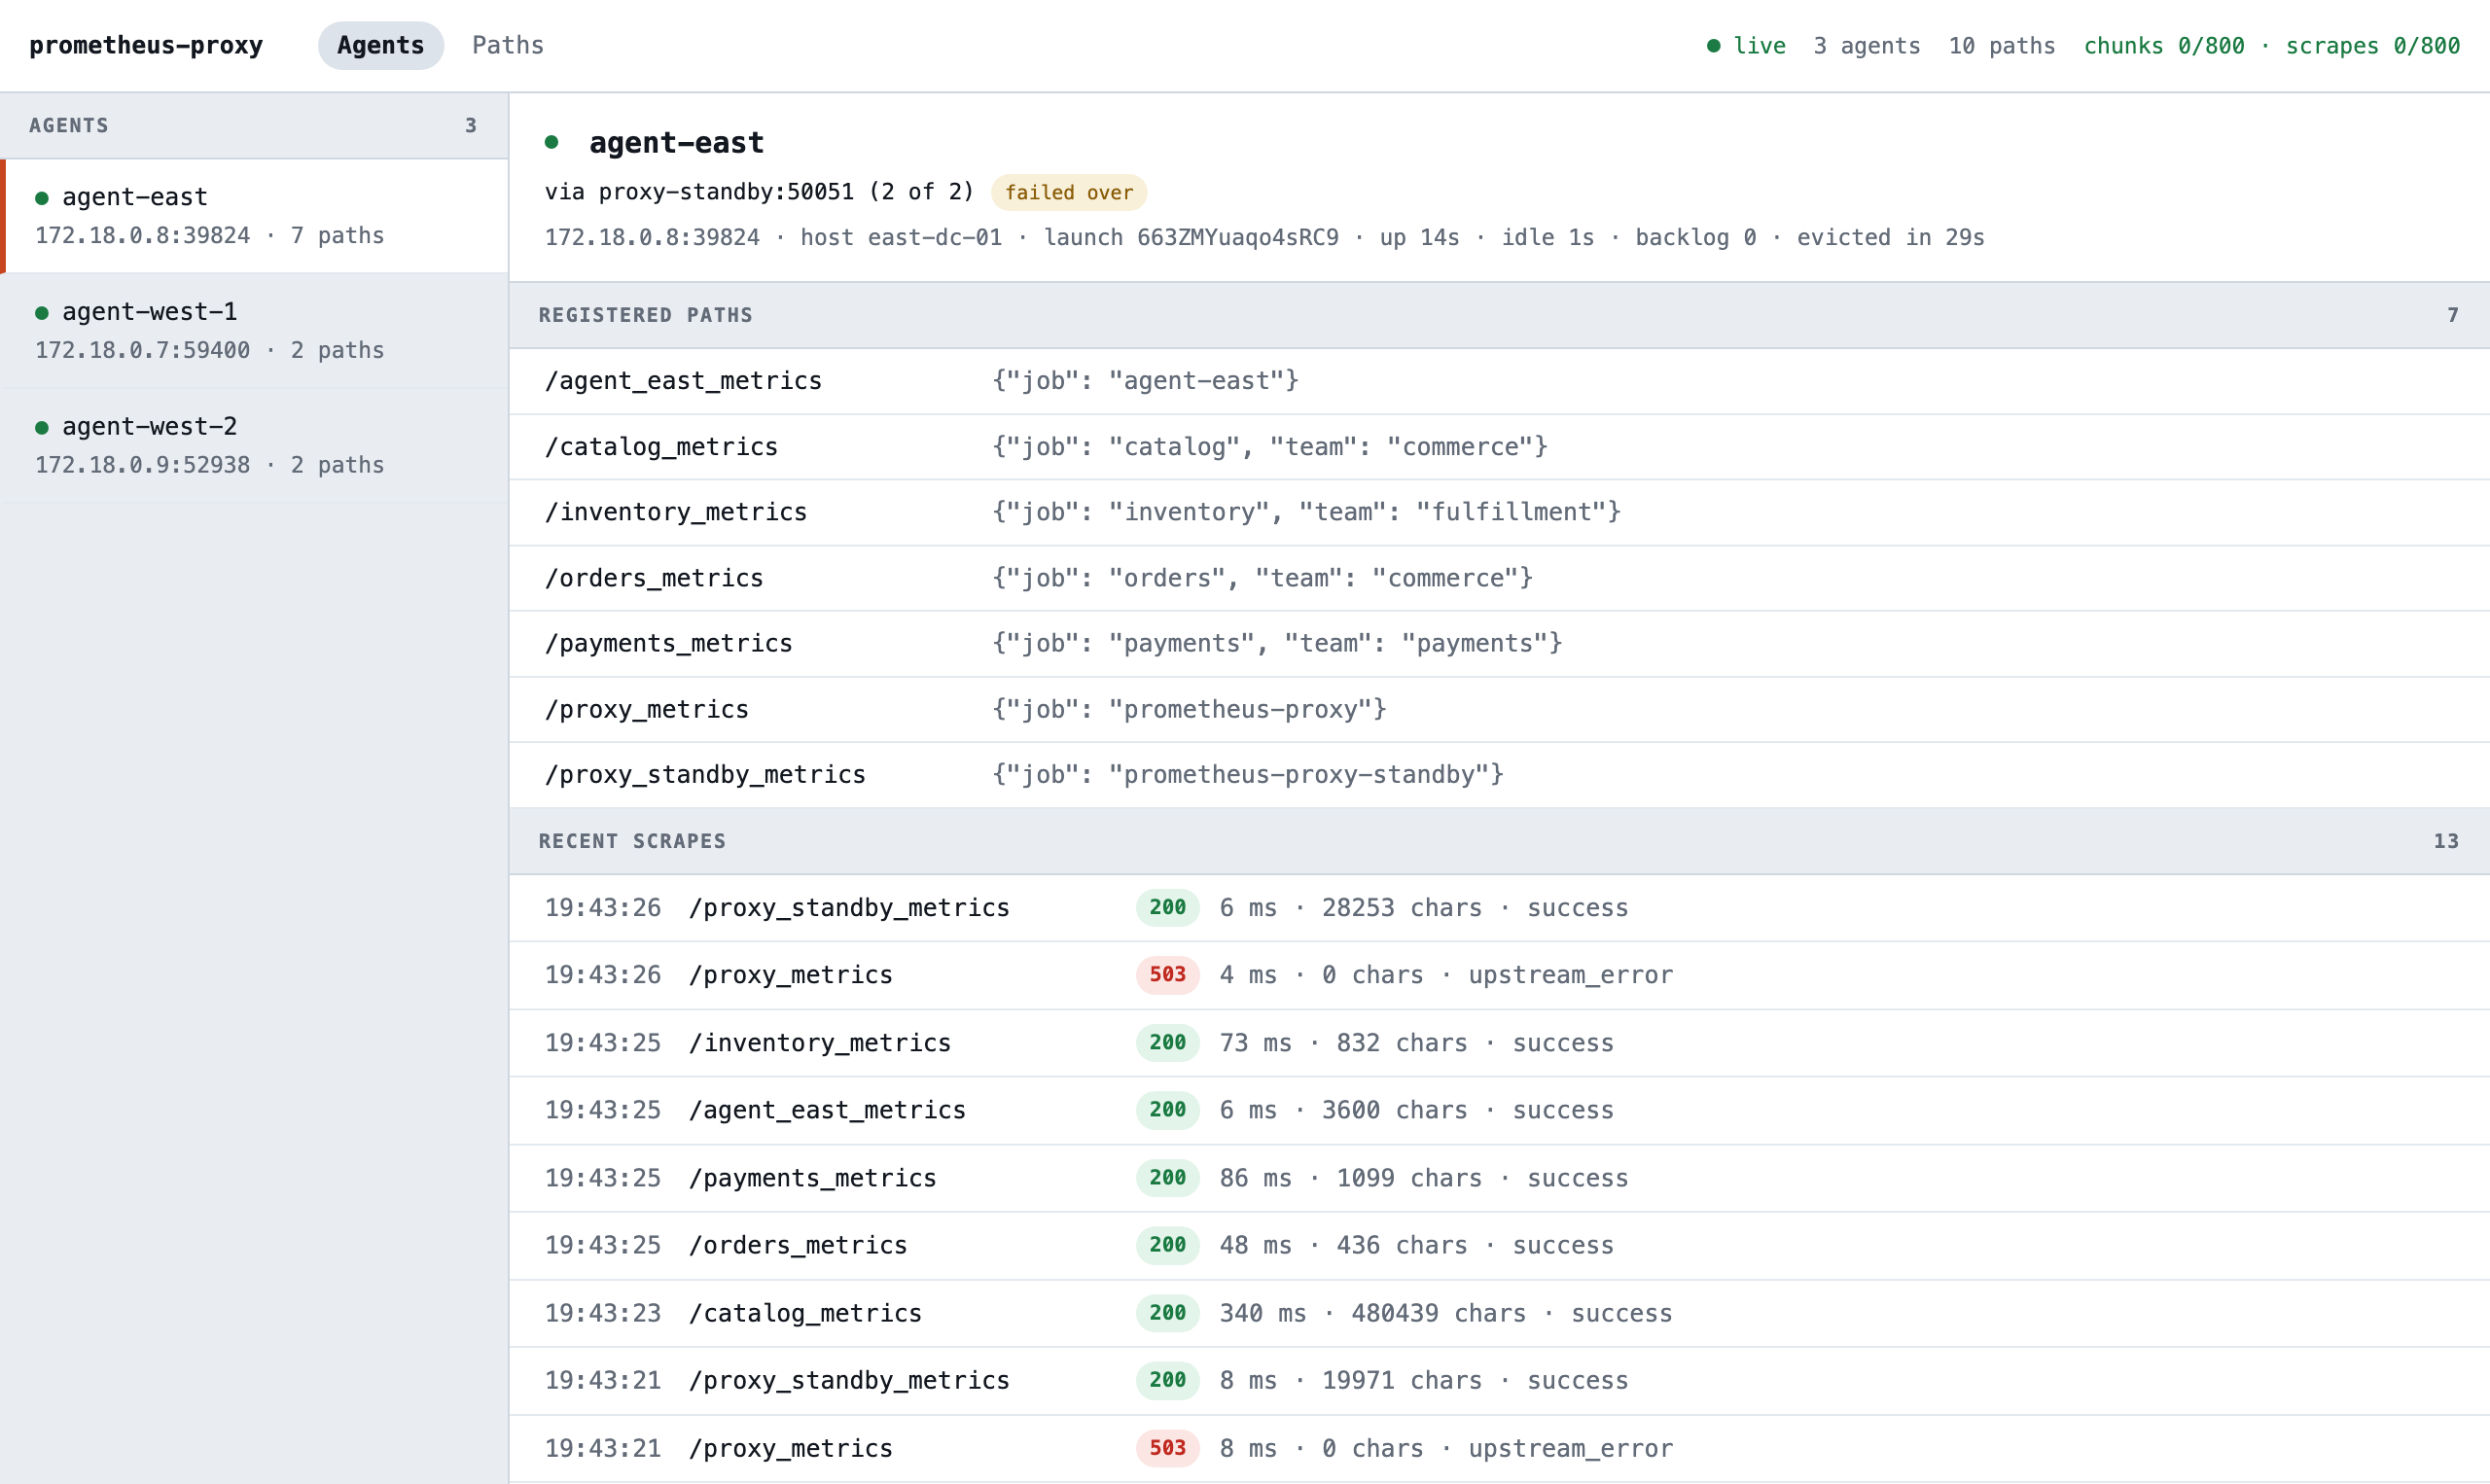 prometheus-proxy Agents Paths live 3 agents 10 paths chunks 0/800 · scrapes 0/800
AGENTS 3
agent-east
172.18.0.8:39824 · 7 paths
agent-west-1
172.18.0.7:59400 · 2 paths
agent-west-2
172.18.0.9:52938 · 2 paths
agent-east
via proxy-standby:50051 (2 of 2) failed over
172.18.0.8:39824 · host east-dc-01 · launch 663ZMYuaqo4sRC9 · up 14s · idle 1s · backlog 0 · evicted in 29s
REGISTERED PATHS 7
/agent_east_metrics {"job": "agent-east"}
/catalog_metrics {"job": "catalog", "team": "commerce"}
/inventory_metrics {"job": "inventory", "team": "fulfillment"}
/orders_metrics {"job": "orders", "team": "commerce"}
/payments_metrics {"job": "payments", "team": "payments"}
/proxy_metrics {"job": "prometheus-proxy"}
/proxy_standby_metrics {"job": "prometheus-proxy-standby"}
RECENT SCRAPES 13
19:43:26 /proxy_standby_metrics 200 6 ms · 28253 chars · success
19:43:26 /proxy_metrics 503 4 ms · 0 chars · upstream_error
19:43:25 /inventory_metrics 200 73 ms · 832 chars · success
19:43:25 /agent_east_metrics 200 6 ms · 3600 chars · success
19:43:25 /payments_metrics 200 86 ms · 1099 chars · success
19:43:25 /orders_metrics 200 48 ms · 436 chars · success
19:43:23 /catalog_metrics 200 340 ms · 480439 chars · success
19:43:21 /proxy_standby_metrics 200 8 ms · 19971 chars · success
19:43:21 /proxy_metrics 503 8 ms · 0 chars · upstream_error